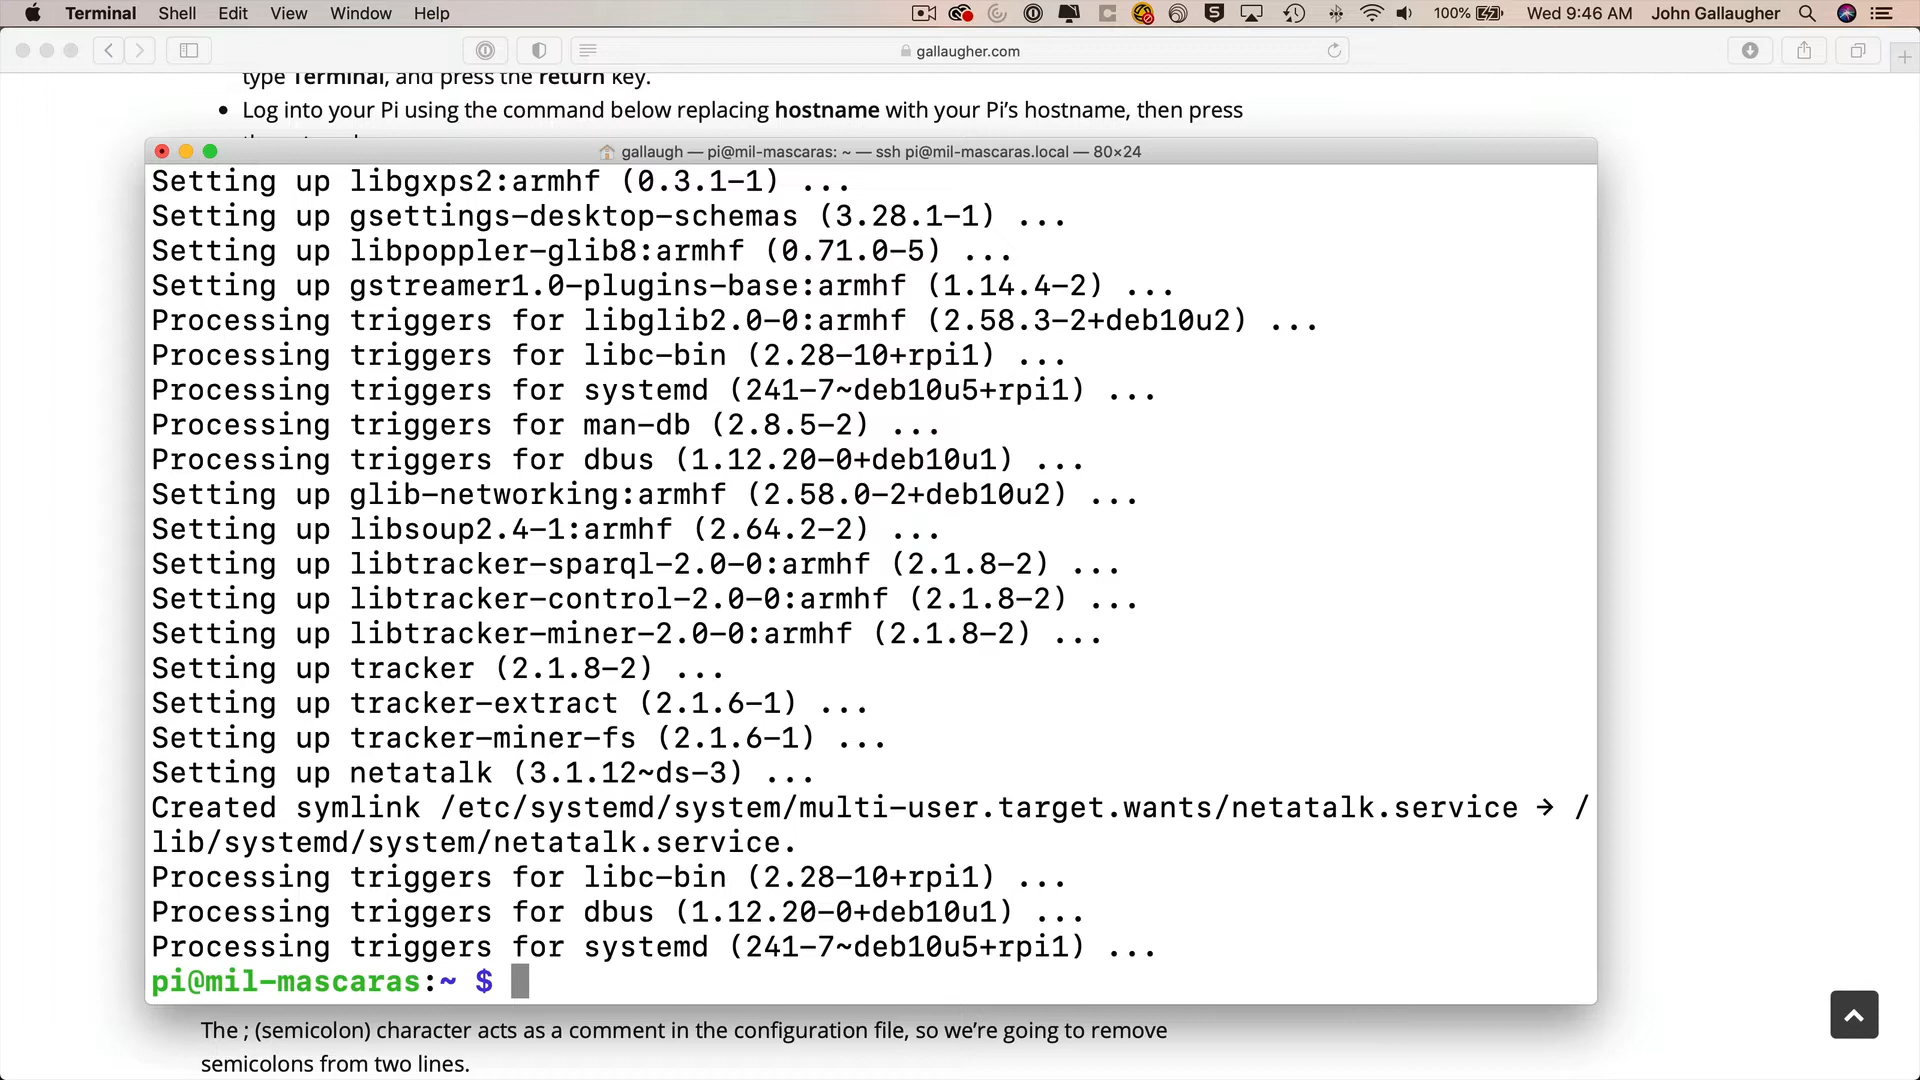 Terminal Shell Edit View Window Help 100% Wed 9:46 AM John Gallaugher
gallaugher.com
type Terminal, and press the return key.
Log into your Pi using the command below replacing hostname with your Pi’s hostname, then press
gallaugh — pi@mil-mascaras: ~ — ssh pi@mil-mascaras.local — 80×24
Setting up libgxps2:armhf (0.3.1-1) ...
Setting up gsettings-desktop-schemas (3.28.1-1) ...
Setting up libpoppler-glib8:armhf (0.71.0-5) ...
Setting up gstreamer1.0-plugins-base:armhf (1.14.4-2) ...
Processing triggers for libglib2.0-0:armhf (2.58.3-2+deb10u2) ...
Processing triggers for libc-bin (2.28-10+rpi1) ...
Processing triggers for systemd (241-7~deb10u5+rpi1) ...
Processing triggers for man-db (2.8.5-2) ...
Processing triggers for dbus (1.12.20-0+deb10u1) ...
Setting up glib-networking:armhf (2.58.0-2+deb10u2) ...
Setting up libsoup2.4-1:armhf (2.64.2-2) ...
Setting up libtracker-sparql-2.0-0:armhf (2.1.8-2) ...
Setting up libtracker-control-2.0-0:armhf (2.1.8-2) ...
Setting up libtracker-miner-2.0-0:armhf (2.1.8-2) ...
Setting up tracker (2.1.8-2) ...
Setting up tracker-extract (2.1.6-1) ...
Setting up tracker-miner-fs (2.1.6-1) ...
Setting up netatalk (3.1.12~ds-3) ...
Created symlink /etc/systemd/system/multi-user.target.wants/netatalk.service → /
lib/systemd/system/netatalk.service.
Processing triggers for libc-bin (2.28-10+rpi1) ...
Processing triggers for dbus (1.12.20-0+deb10u1) ...
Processing triggers for systemd (241-7~deb10u5+rpi1) ...
pi@mil-mascaras:~ $
The ; (semicolon) character acts as a comment in the configuration file, so we’re going to remove
semicolons from two lines.